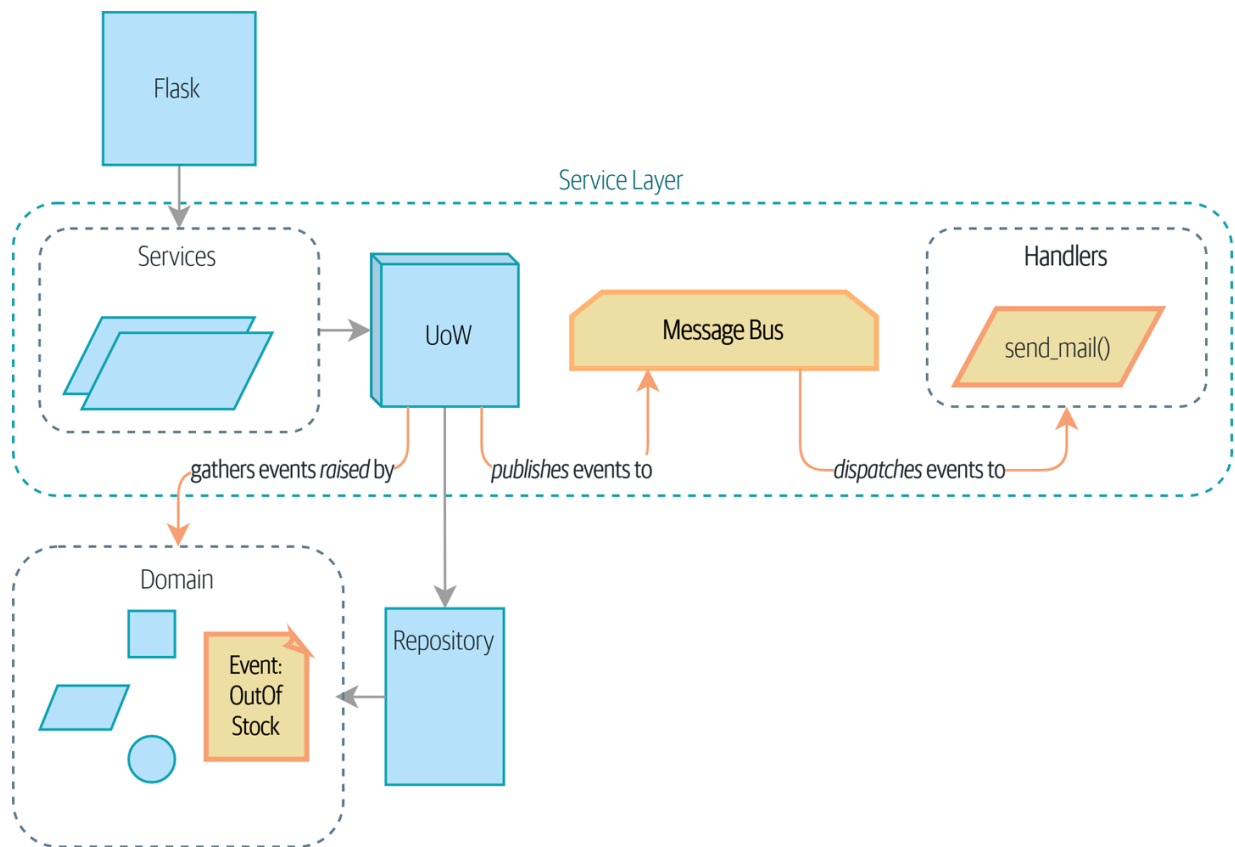 Flask
Service Layer
Services
UoW
Message Bus
Handlers
send_mail()
gathers events raised by
publishes events to
dispatches events to
Domain
Event:
OutOf
Stock
Repository